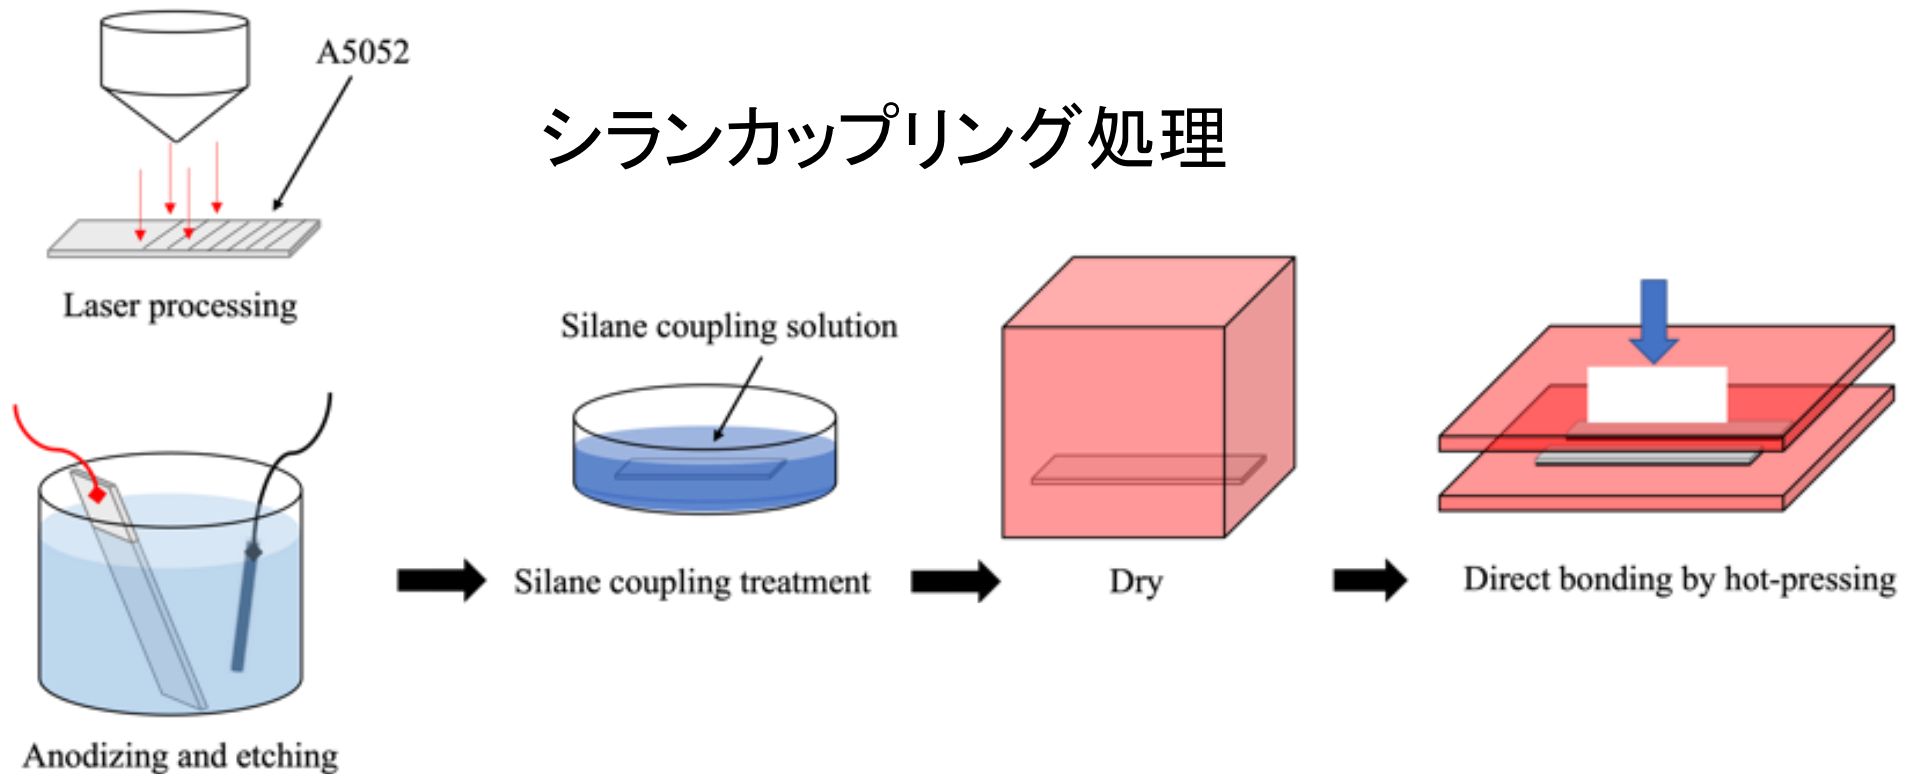 A5052
シランカップリング処理
Laser processing
Silane coupling solution
Anodizing and etching
Silane coupling treatment
Dry
Direct bonding by hot-pressing